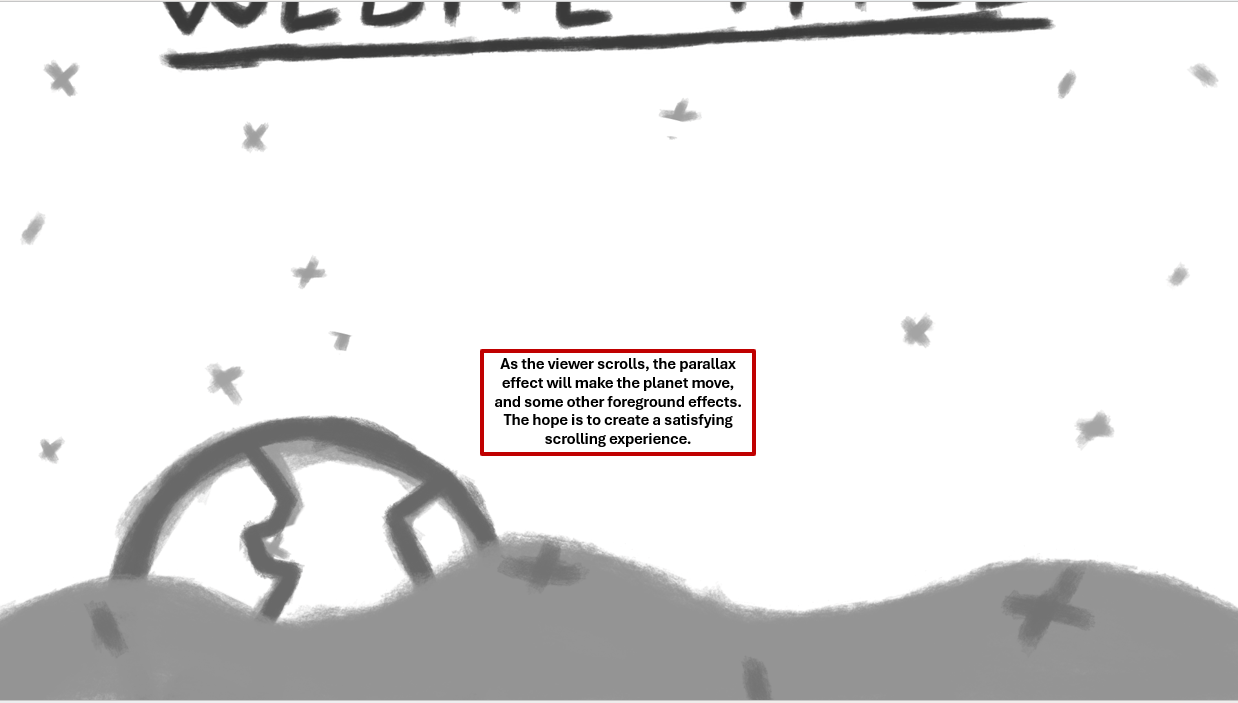 As the viewer scrolls, the parallax
effect will make the planet move,
and some other foreground effects.
The hope is to create a satisfying
scrolling experience.